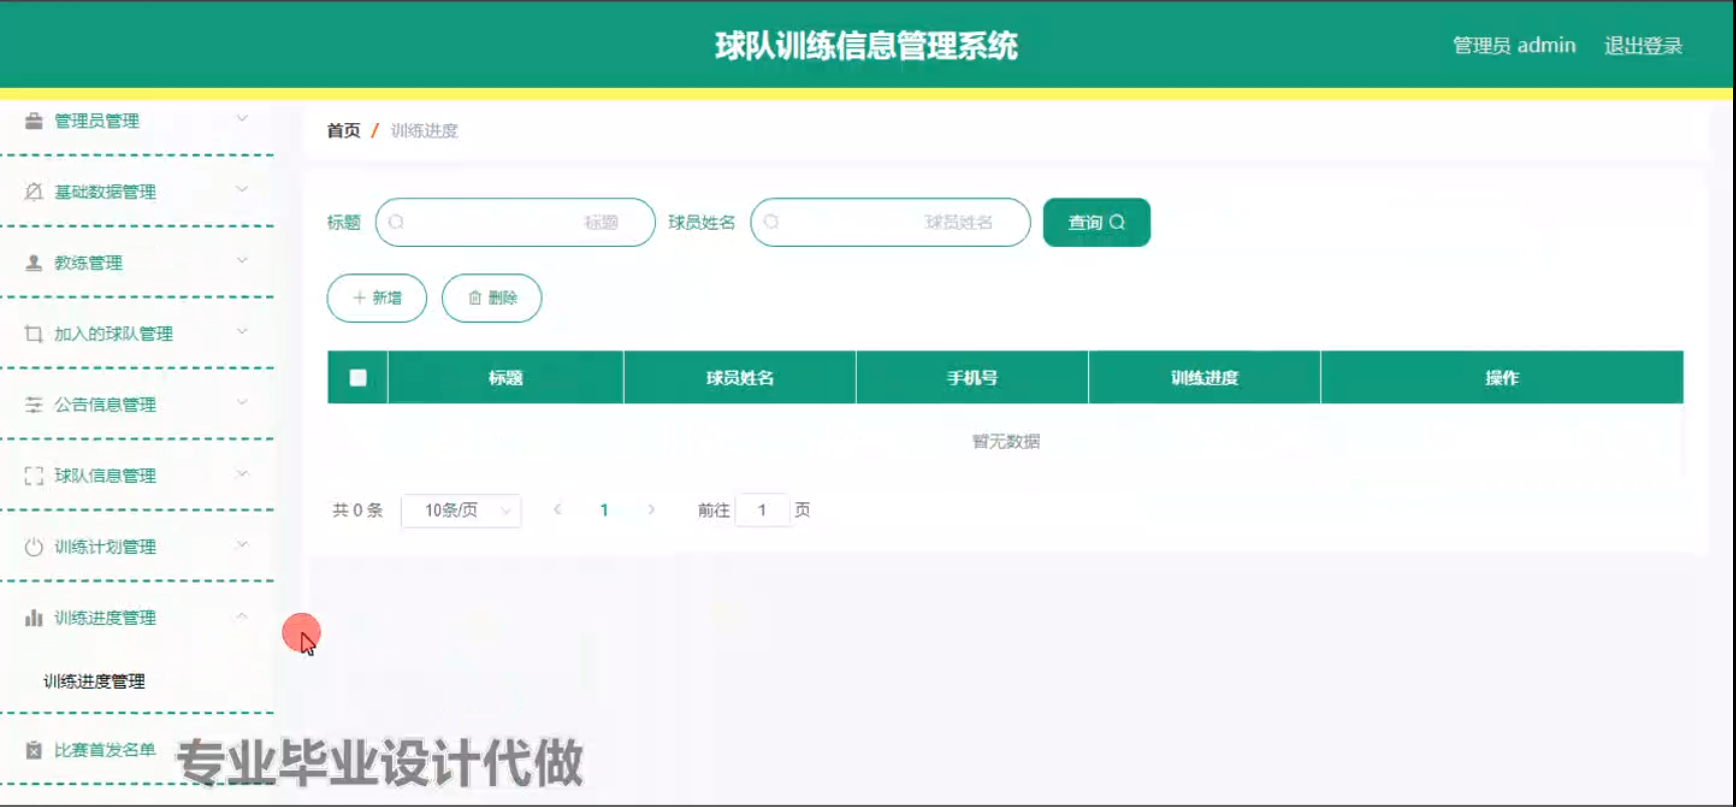 球队训练信息管理系统
管理员 admin 退出登录
管理员管理
基础数据管理
教练管理
加入的球队管理
公告信息管理
球队信息管理
训练计划管理
训练进度管理
训练进度管理
比赛首发名单
首页 / 训练进度
标题 标题 球员姓名 球员姓名 查询
新增 删除
标题 球员姓名 手机号 训练进度 操作
暂无数据
共 0 条 10条/页 1 前往 1 页
专业毕业设计代做